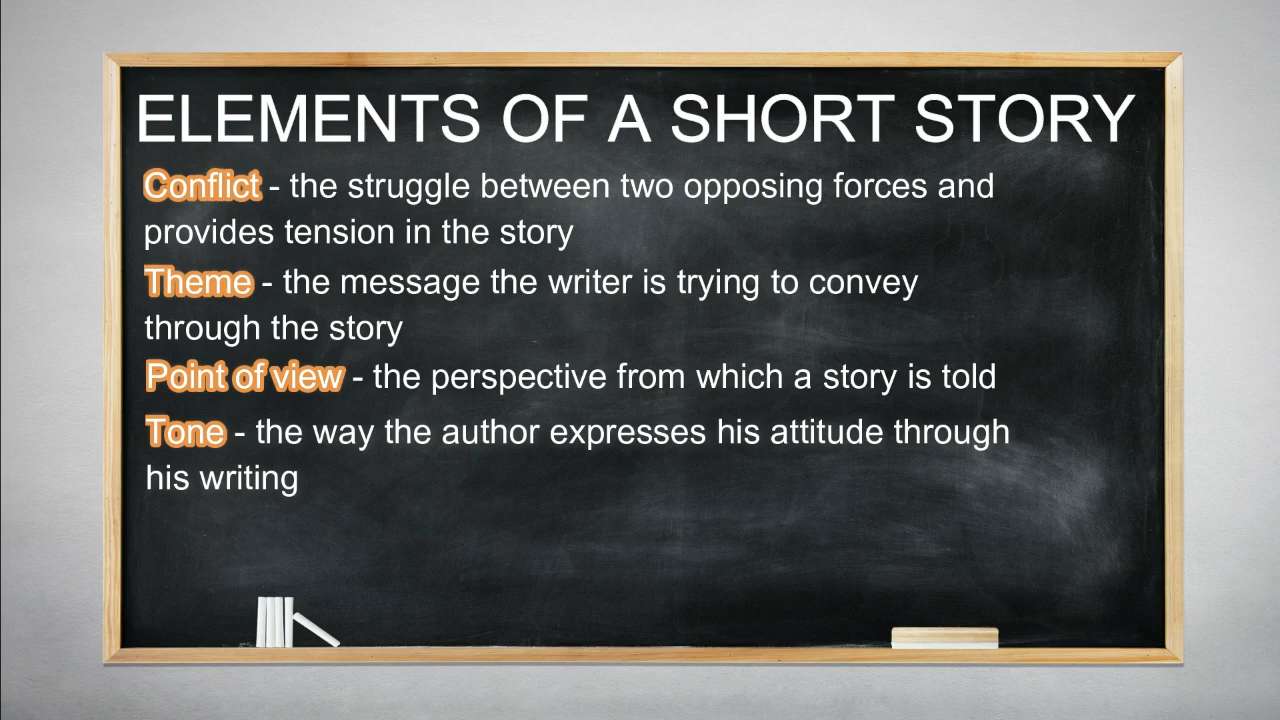 ELEMENTS OF A SHORT STORY
Conflict - the struggle between two opposing forces and
provides tension in the story
Theme - the message the writer is trying to convey
through the story
Point of view - the perspective from which a story is told
Tone - the way the author expresses his attitude through
his writing